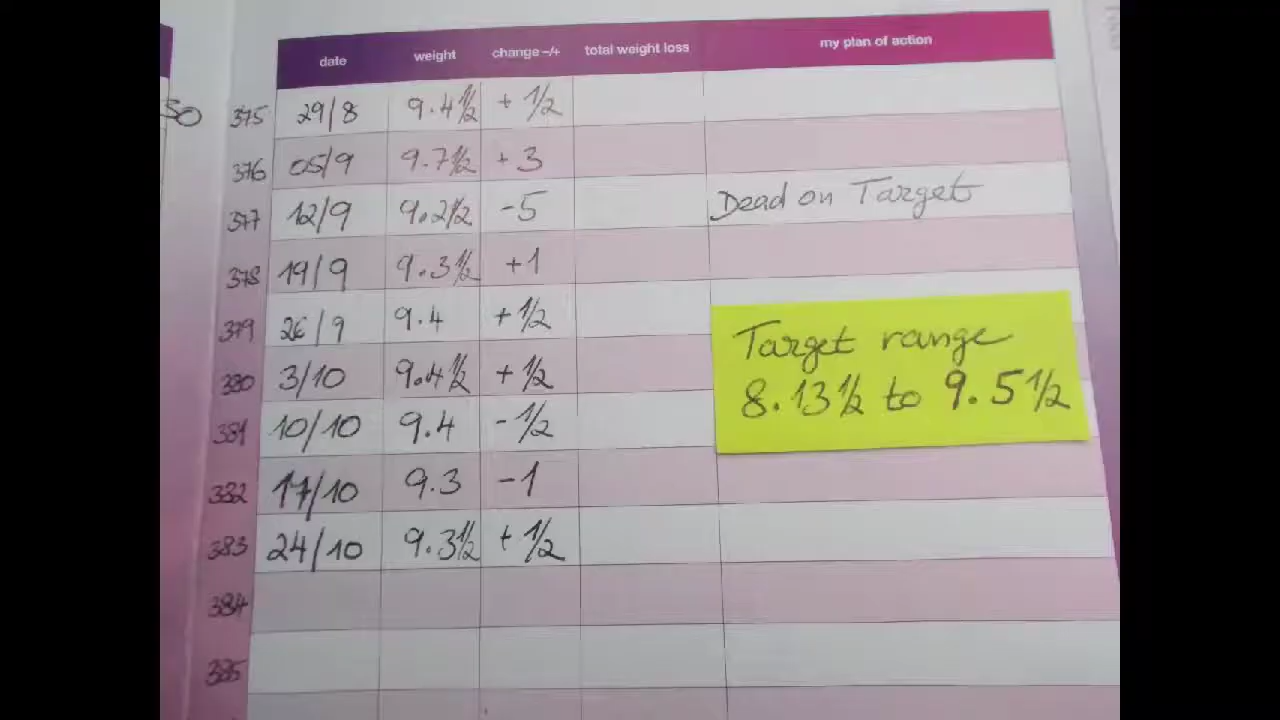 date weight change -/+ total weight loss my plan of action
30
375 29/8 9.4½ + ½
376 05/9 9.7½ + 3
377 12/9 9.2½ -5 Dead on Target
378 19/9 9.3½ +1
379 26/9 9.4 + ½
380 3/10 9.4½ + ½
381 10/10 9.4 - ½
382 17/10 9.3 -1
383 24/10 9.3½ + ½
384
385
Target range
8.13½ to 9.5½